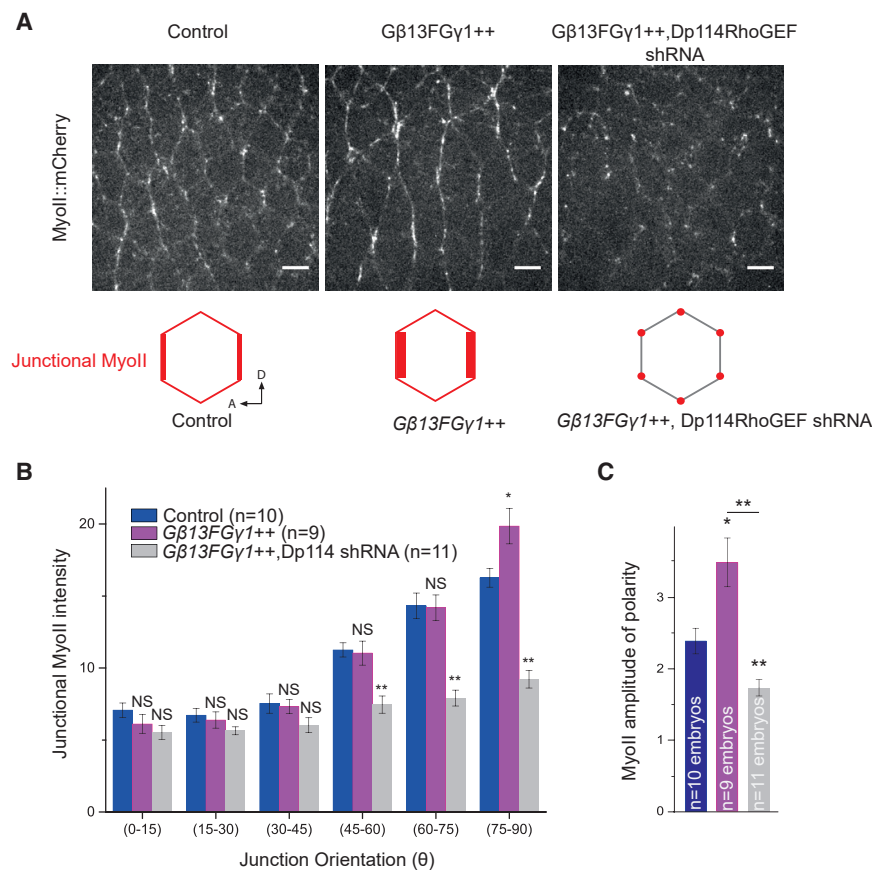 A
Control
Gβ13FGγ1++
Gβ13FGγ1++,Dp114RhoGEF
shRNA
MyoII::mCherry
Junctional MyoII
D
A
Control
Gβ13FGγ1++
Gβ13FGγ1++, Dp114RhoGEF shRNA
B
Junctional MyoII intensity
20
10
0
Control (n=10)
Gβ13FGγ1++ (n=9)
Gβ13FGγ1++,Dp114 shRNA (n=11)
NS
NS
NS
NS
NS
NS
NS
**
NS
**
*
**
(0-15)
(15-30)
(30-45)
(45-60)
(60-75)
(75-90)
Junction Orientation (θ)
C
MyoII amplitude of polarity
3
2
1
0
**
*
**
n=10 embryos
n=9 embryos
n=11 embryos